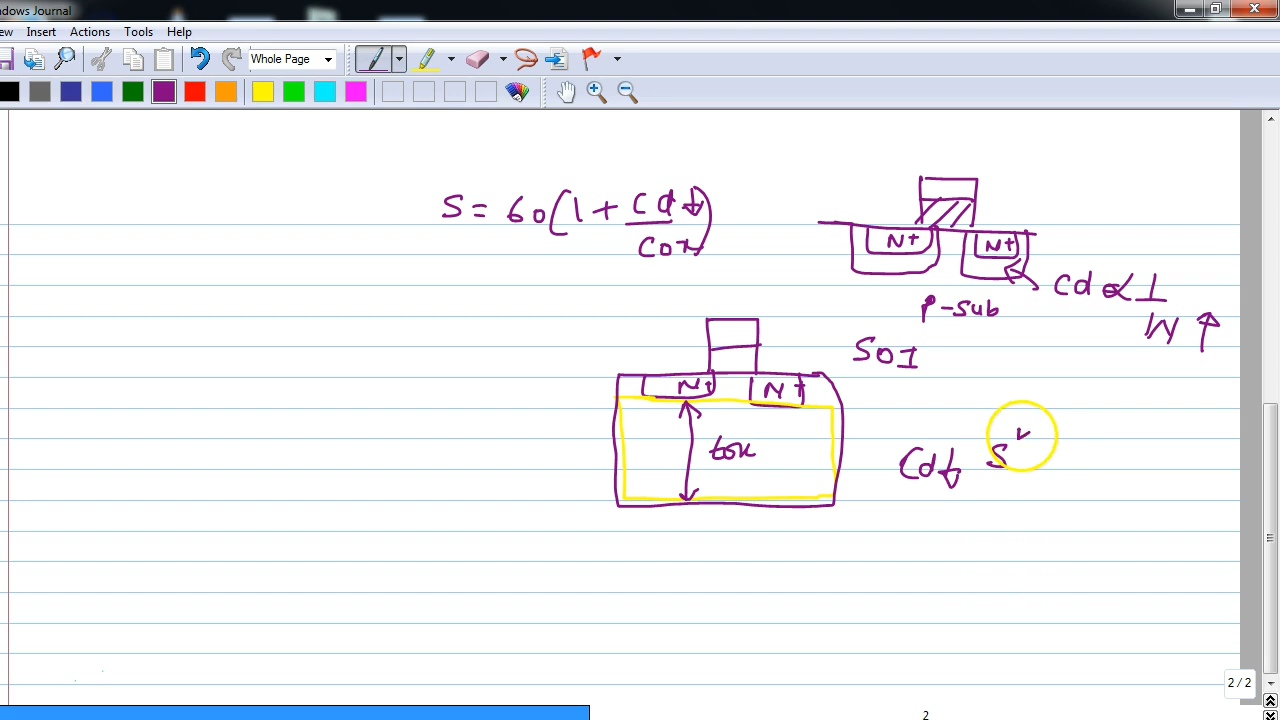 ndows Journal
ew Insert Actions Tools Help
Whole Page
S = 60(1 + Cd↓
Cox)
N+ N+
Cd ∝ 1
W ↑
P-sub
SOI
N+ N+
tox
Cd↓ S
2 / 2
2